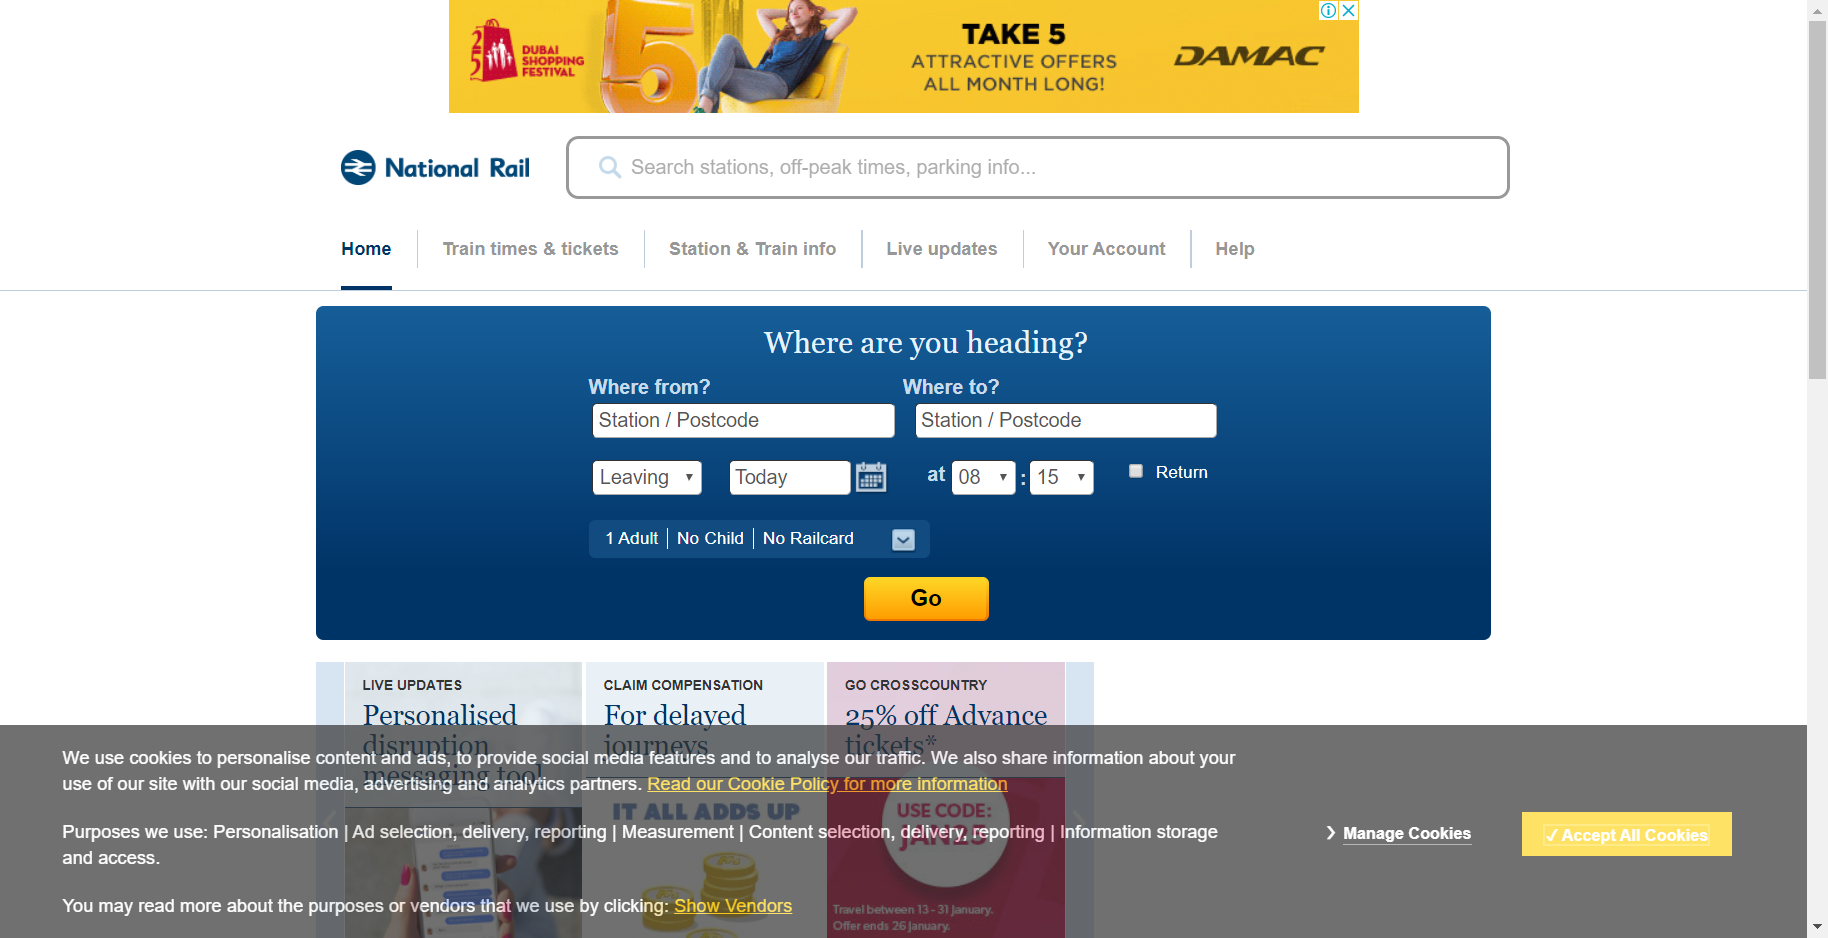 DUBAI
SHOPPING
FESTIVAL
5
TAKE 5
ATTRACTIVE OFFERS
ALL MONTH LONG!
DAMAC
National Rail
Search stations, off-peak times, parking info...
Home
Train times & tickets
Station & Train info
Live updates
Your Account
Help
Where are you heading?
Where from?
Where to?
Station / Postcode
Station / Postcode
Leaving
Today
at 08 : 15
Return
1 Adult
No Child
No Railcard
Go
LIVE UPDATES
Personalised
disruption
messaging tool
CLAIM COMPENSATION
For delayed
journeys
IT ALL ADDS UP
GO CROSSCOUNTRY
25% off Advance
tickets*
USE CODE:
JAN25
Travel between 13 - 31 January.
Offer ends 26 January.
We use cookies to personalise content and ads, to provide social media features and to analyse our traffic. We also share information about your
use of our site with our social media, advertising and analytics partners. Read our Cookie Policy for more information
Purposes we use: Personalisation | Ad selection, delivery, reporting | Measurement | Content selection, delivery, reporting | Information storage
and access.
You may read more about the purposes or vendors that we use by clicking: Show Vendors
Manage Cookies
✓ Accept All Cookies